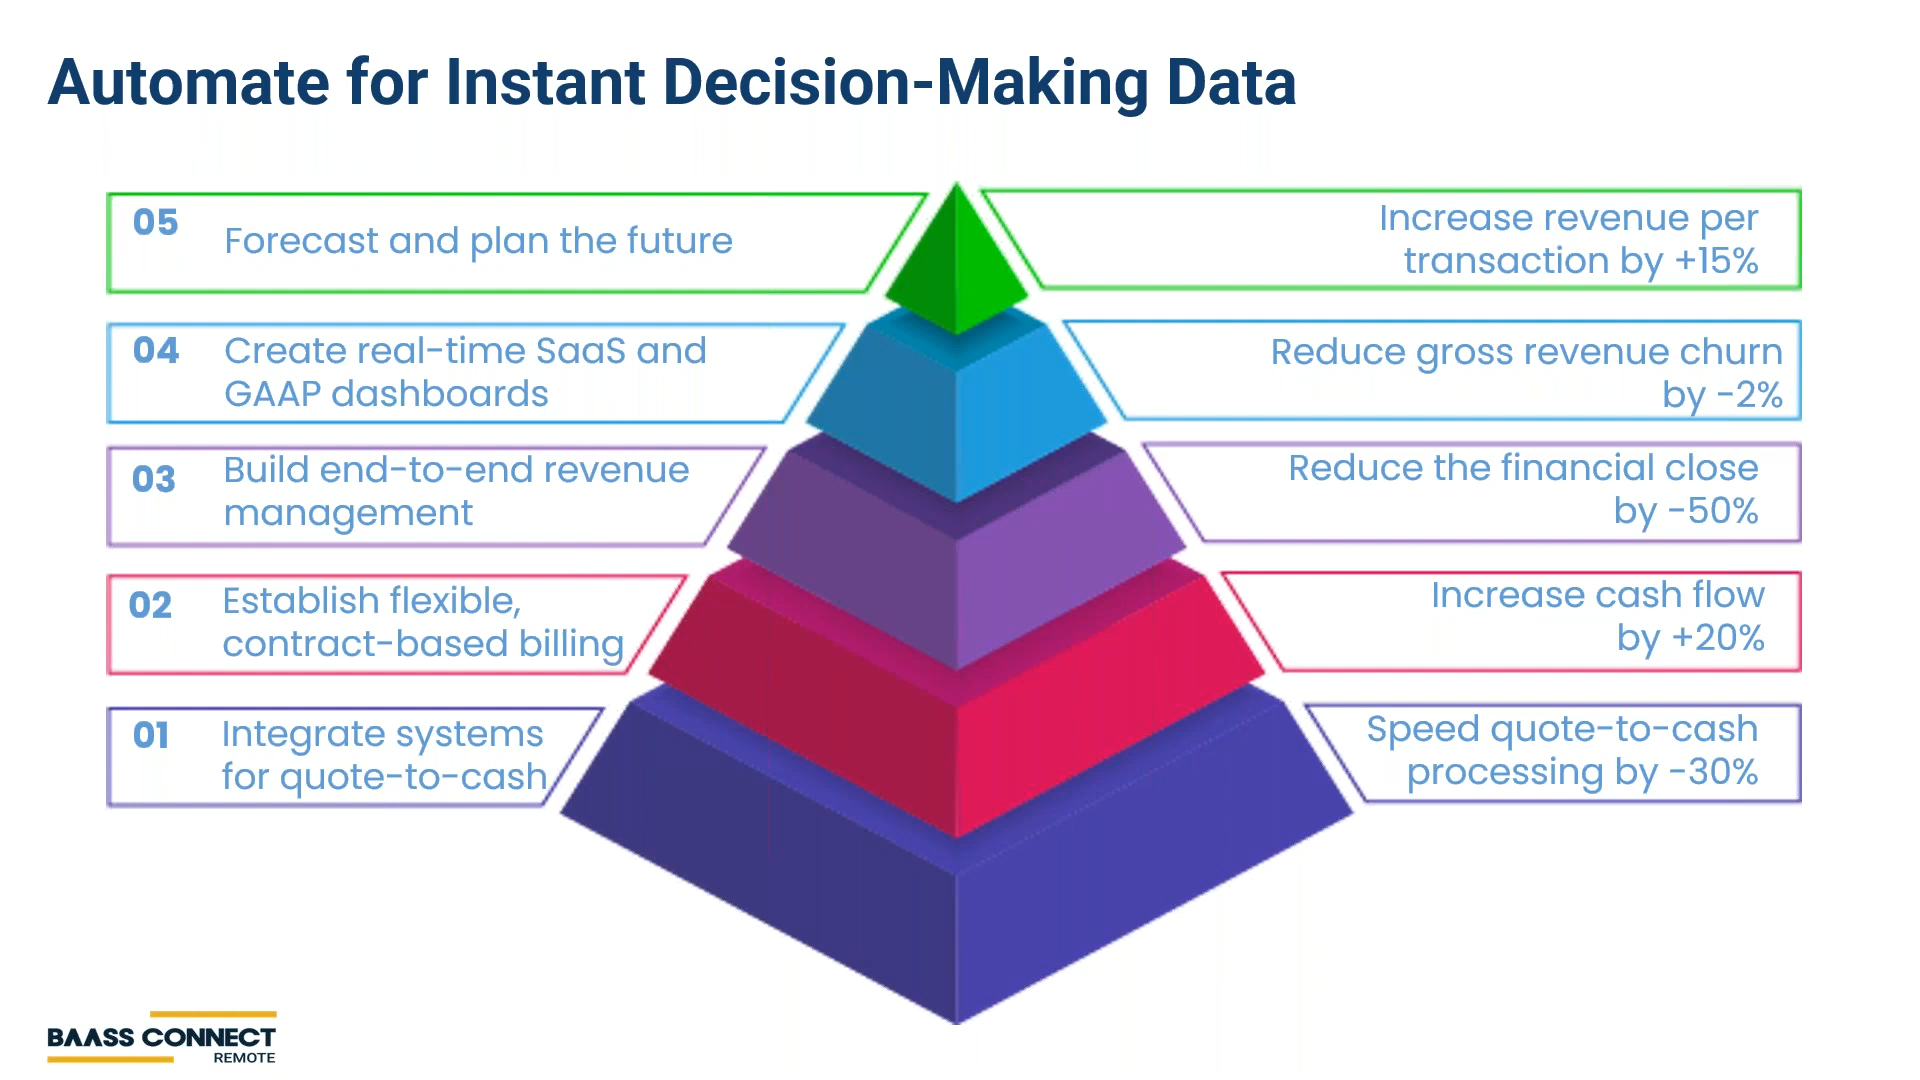 Automate for Instant Decision-Making Data
05
Forecast and plan the future
Increase revenue per
transaction by +15%
04
Create real-time SaaS and
GAAP dashboards
Reduce gross revenue churn
by -2%
03
Build end-to-end revenue
management
Reduce the financial close
by -50%
02
Establish flexible,
contract-based billing
Increase cash flow
by +20%
01
Integrate systems
for quote-to-cash
Speed quote-to-cash
processing by -30%
BAASS CONNECT
REMOTE